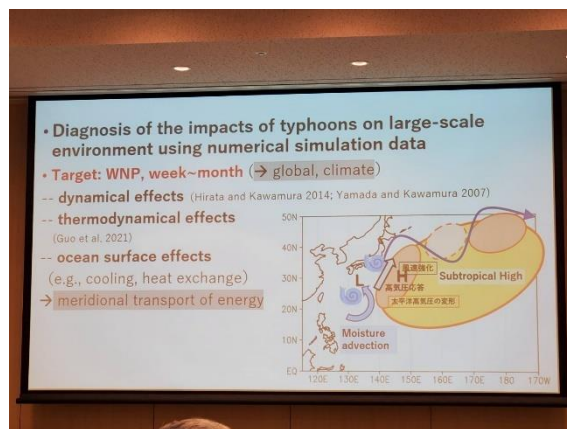 • Diagnosis of the impacts of typhoons on large-scale
environment using numerical simulation data
• Target: WNP, week~month (→ global, climate)
-- dynamical effects (Hirata and Kawamura 2014; Yamada and Kawamura 2007)
-- thermodynamical effects
(Guo et al, 2021)
-- ocean surface effects
(e.g., cooling, heat exchange)
→ meridional transport of energy
50N
40N
30N
20N
10N
EQ
120E 130E 140E 150E 160E 170E 180 170W
L
H
風速強化
Subtropical High
高気圧応答
太平洋高気圧の変形
Moisture
advection